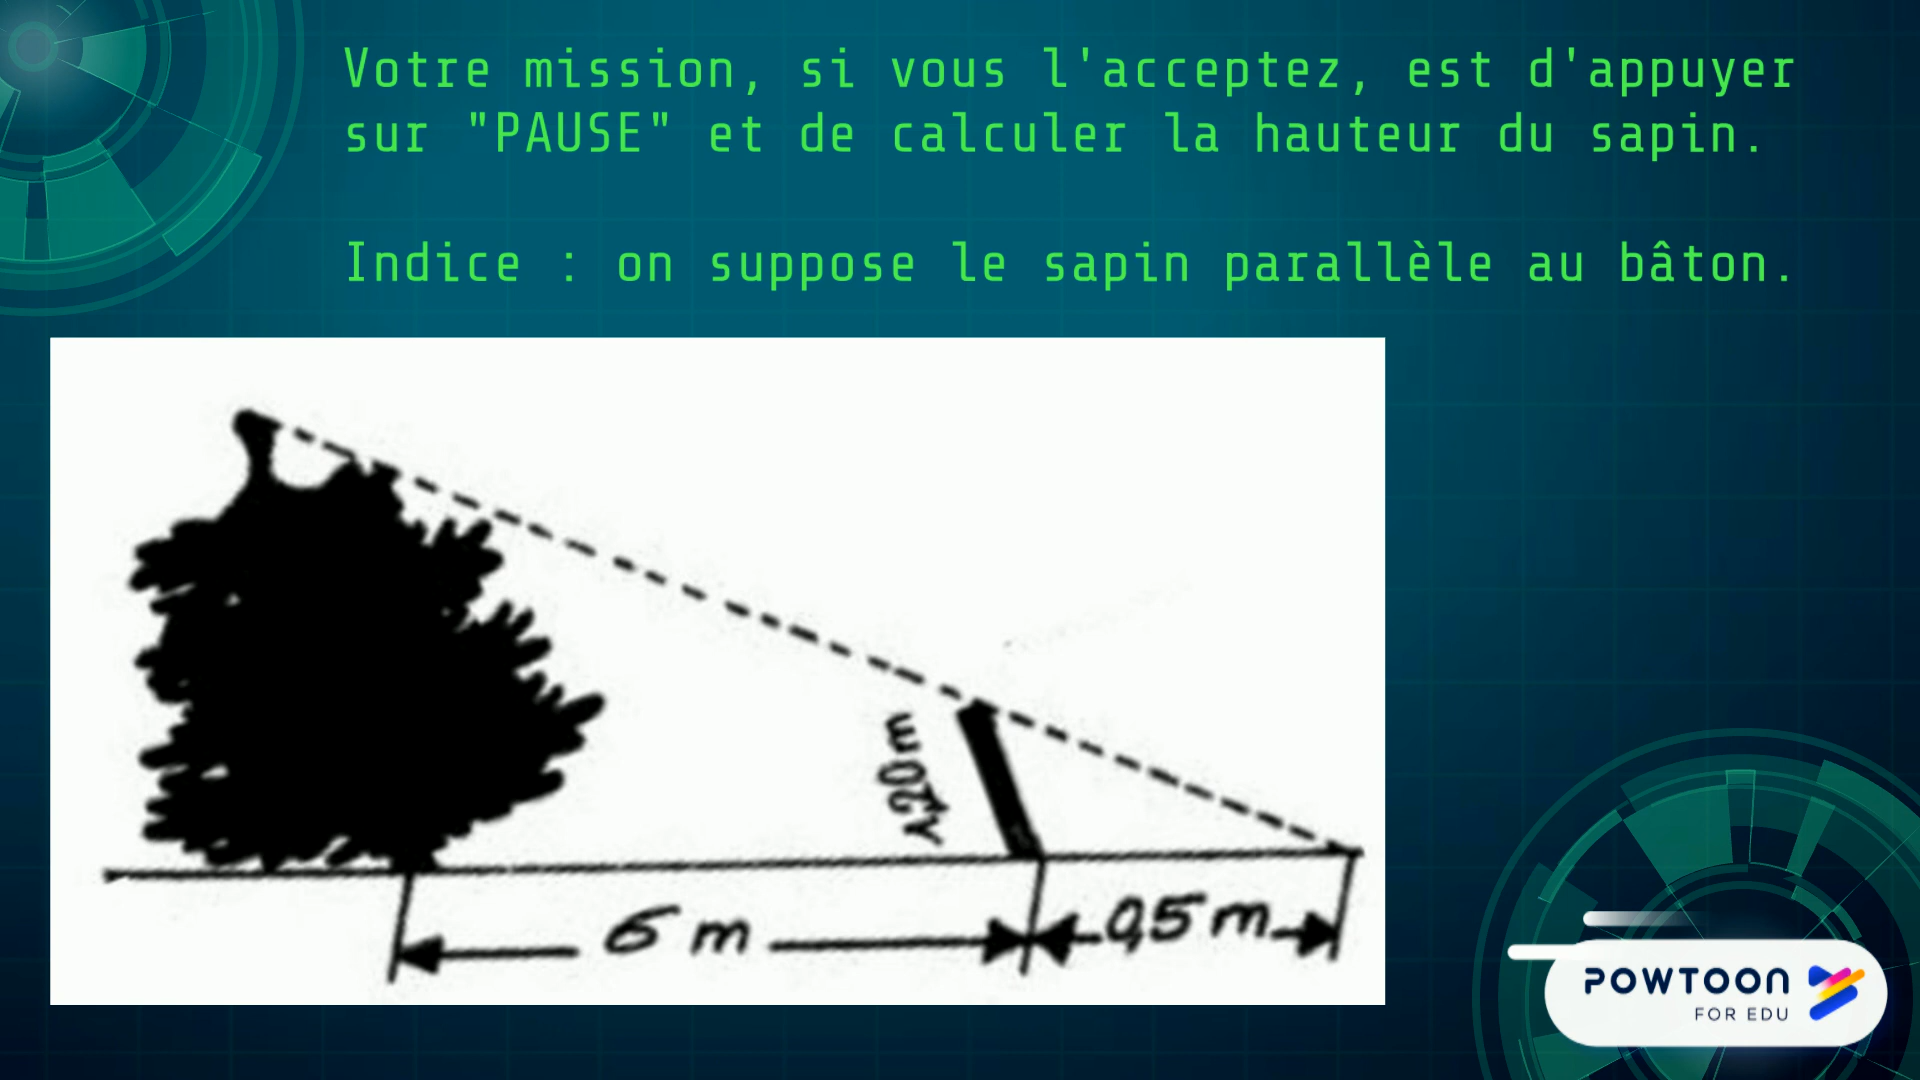 Votre mission, si vous l'acceptez, est d'appuyer
sur "PAUSE" et de calculer la hauteur du sapin.
Indice : on suppose le sapin parallèle au bâton.
1,20m
6 m
0,5 m
POWTOON
FOR EDU